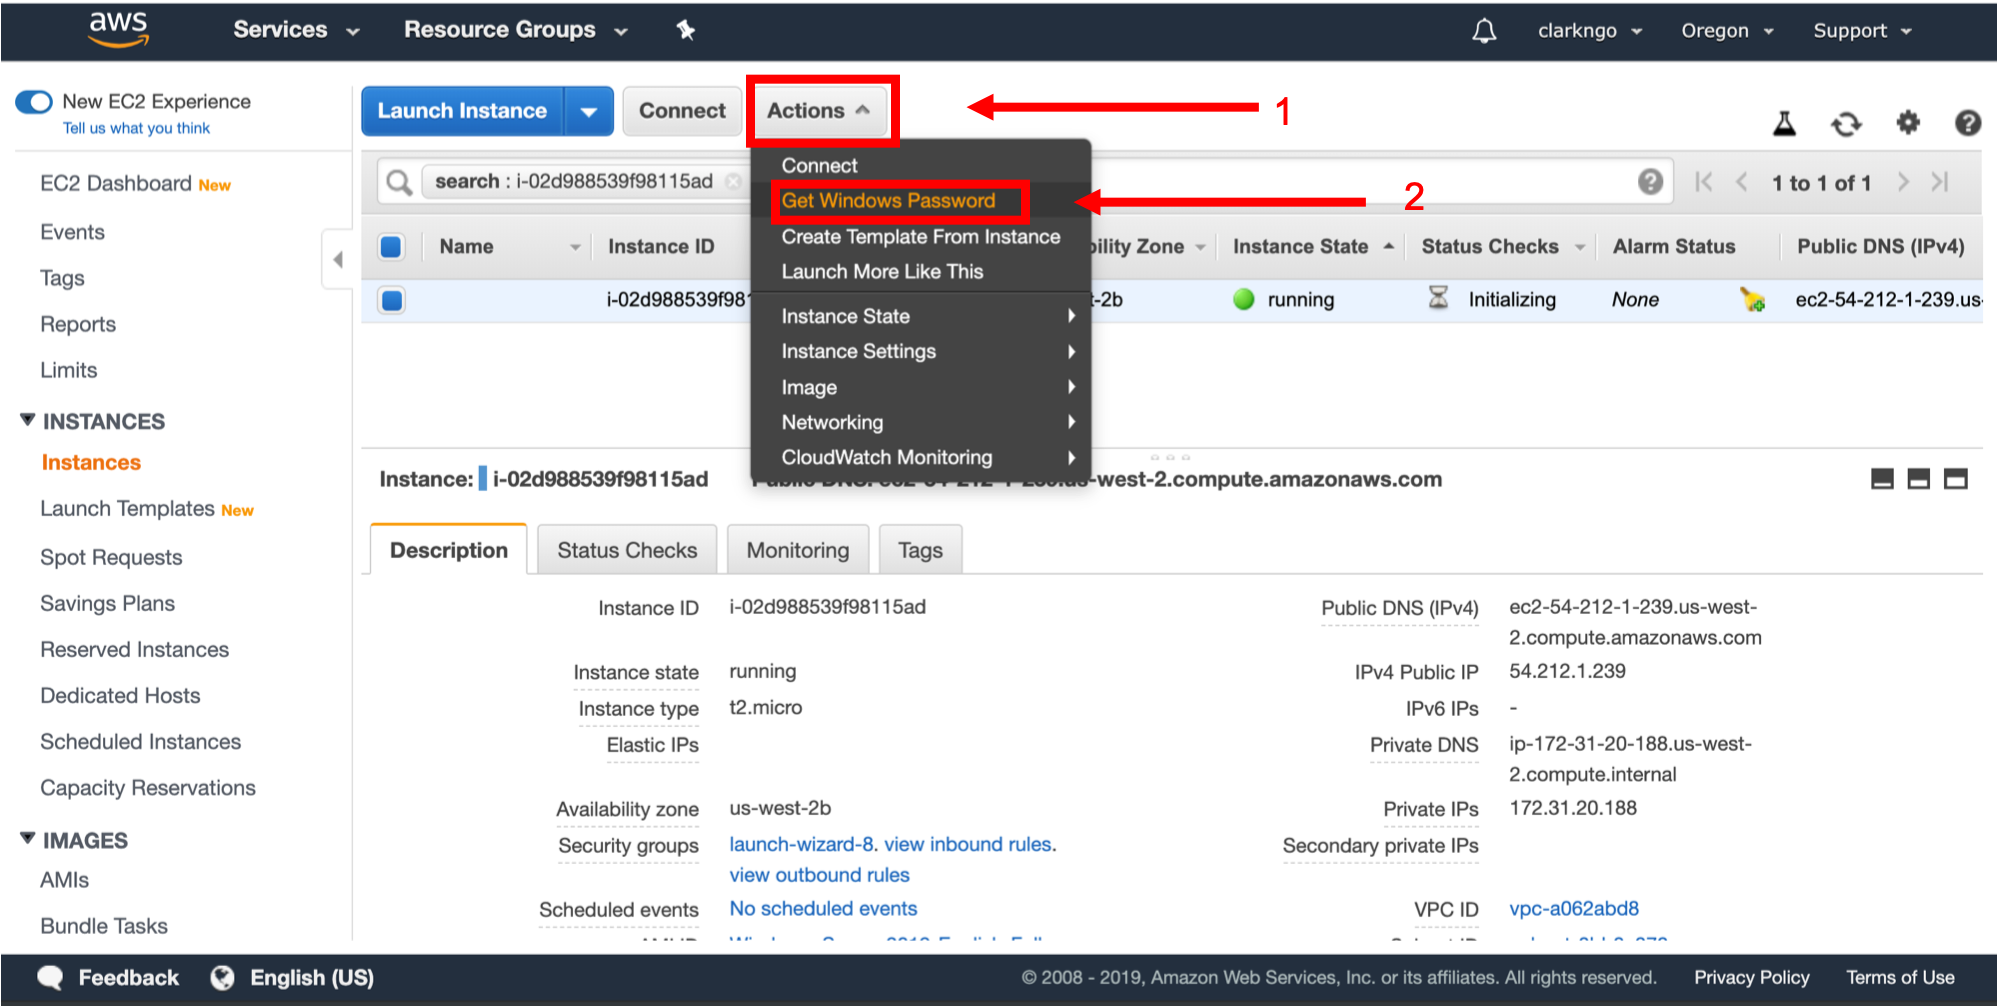 aws Services Resource Groups clarkngo Oregon Support
New EC2 Experience
Tell us what you think
Launch Instance Connect Actions 1
search : i-02d988539f98115ad 1 to 1 of 1
Connect
Get Windows Password 2
Create Template From Instance
Launch More Like This
Instance State
Instance Settings
Image
Networking
CloudWatch Monitoring
Name Instance ID bility Zone Instance State Status Checks Alarm Status Public DNS (IPv4)
i-02d988539f981 t-2b running Initializing None ec2-54-212-1-239.us-
EC2 Dashboard New
Events
Tags
Reports
Limits
INSTANCES
Instances
Launch Templates New
Spot Requests
Savings Plans
Reserved Instances
Dedicated Hosts
Scheduled Instances
Capacity Reservations
IMAGES
AMIs
Bundle Tasks
Instance: i-02d988539f98115ad -west-2.compute.amazonaws.com
Description Status Checks Monitoring Tags
Instance ID i-02d988539f98115ad
Instance state running
Instance type t2.micro
Elastic IPs
Availability zone us-west-2b
Security groups launch-wizard-8. view inbound rules.
view outbound rules
Scheduled events No scheduled events
Public DNS (IPv4) ec2-54-212-1-239.us-west-
2.compute.amazonaws.com
IPv4 Public IP 54.212.1.239
IPv6 IPs -
Private DNS ip-172-31-20-188.us-west-
2.compute.internal
Private IPs 172.31.20.188
Secondary private IPs
VPC ID vpc-a062abd8
Feedback English (US) © 2008 - 2019, Amazon Web Services, Inc. or its affiliates. All rights reserved. Privacy Policy Terms of Use